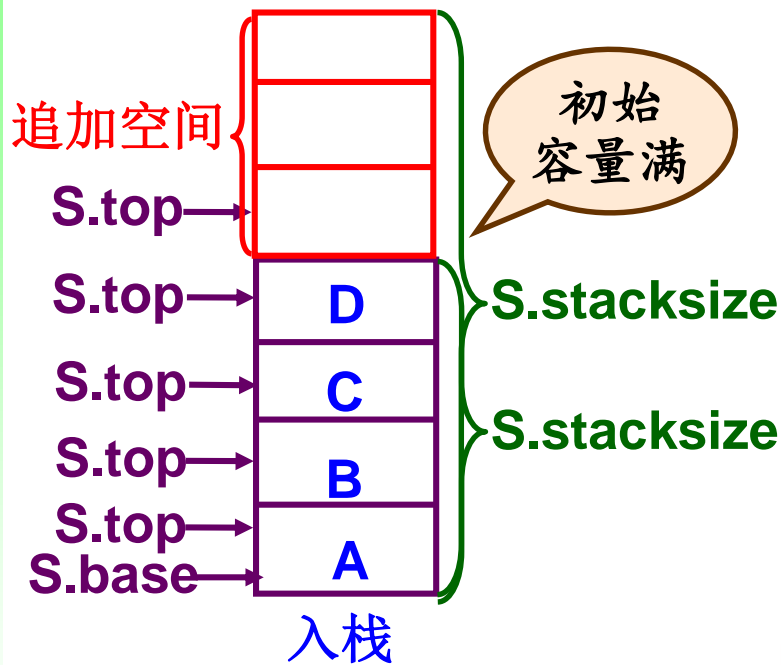 追加空间
初始
容量满
S.top
S.top
D
S.stacksize
S.top
C
S.stacksize
S.top
B
S.top
A
S.base
入栈